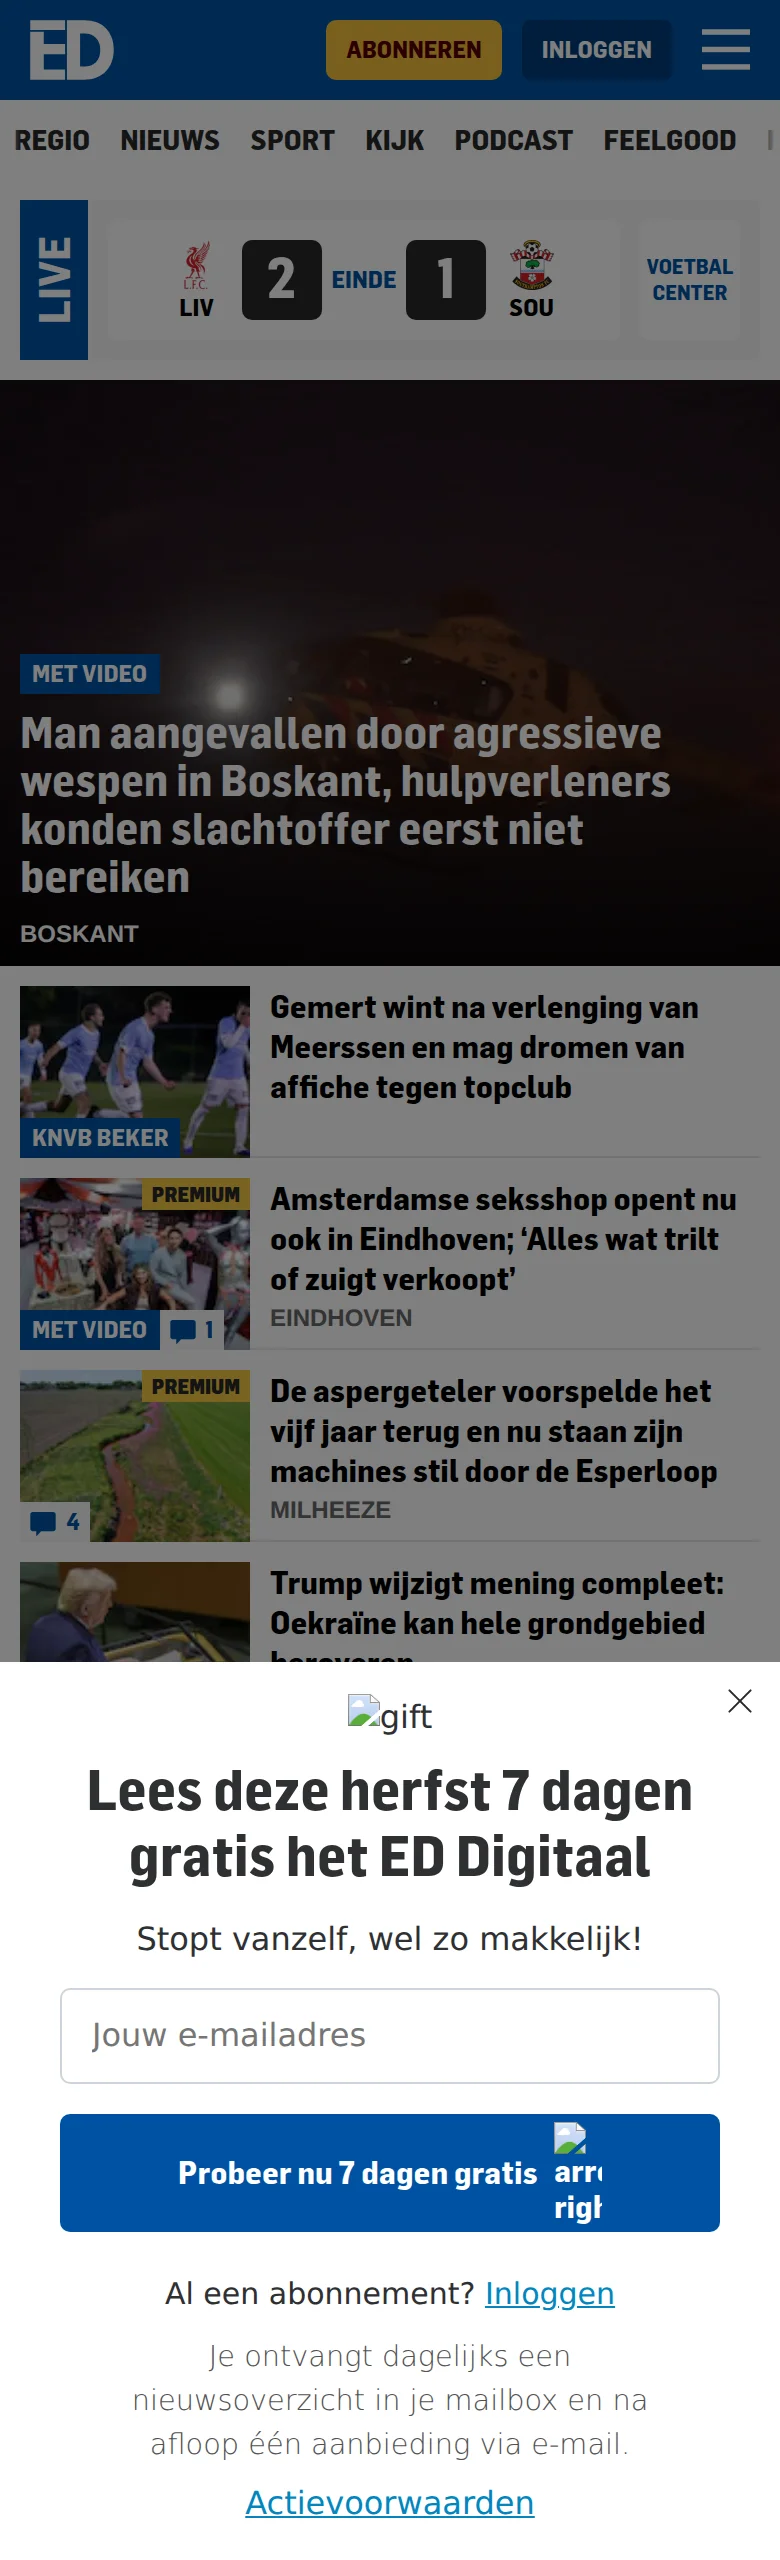 ED
ABONNEREN
INLOGGEN
REGIO NIEUWS SPORT KIJK PODCAST FEELGOOD
LIVE
L.F.C.
LIV
2
EINDE
1
SOU
VOETBAL
CENTER
MET VIDEO
Man aangevallen door agressieve
wespen in Boskant, hulpverleners
konden slachtoffer eerst niet
bereiken
BOSKANT
Gemert wint na verlenging van
Meerssen en mag dromen van
affiche tegen topclub
KNVB BEKER
PREMIUM
Amsterdamse seksshop opent nu
ook in Eindhoven; ‘Alles wat trilt
of zuigt verkoopt’
EINDHOVEN
MET VIDEO
1
PREMIUM
De aspergeteler voorspelde het
vijf jaar terug en nu staan zijn
machines stil door de Esperloop
MILHEEZE
4
Trump wijzigt mening compleet:
Oekraïne kan hele grondgebied
gift
Lees deze herfst 7 dagen
gratis het ED Digitaal
Stopt vanzelf, wel zo makkelijk!
Jouw e-mailadres
Probeer nu 7 dagen gratis
Al een abonnement? Inloggen
Je ontvangt dagelijks een
nieuwsoverzicht in je mailbox en na
afloop één aanbieding via e-mail.
Actievoorwaarden